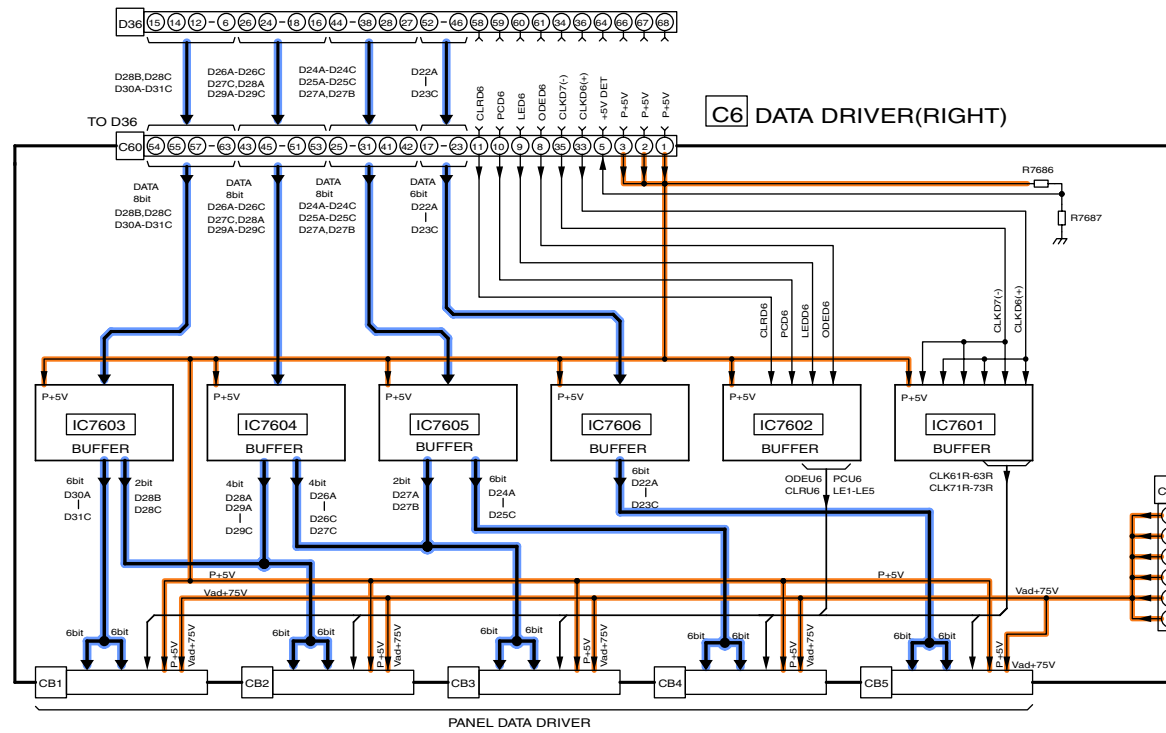 D36 15 14 12 - 6 26 24 - 18 16 44 - 38 28 27 52 - 46 58 59 60 61 34 36 64 66 67 68
D28B,D28C
D30A-D31C
D26A-D26C
D27C,D28A
D29A-D29C
D24A-D24C
D25A-D25C
D27A,D27B
D22A
D23C
CLRD6
PCD6
LED6
ODED6
CLKD7(-)
CLKD6(+)
+5V DET
P+5V
P+5V
P+5V
C6 DATA DRIVER(RIGHT)
TO D36
C60 54 55 57 - 63 43 45 - 51 53 25 - 31 41 42 17 - 23 11 10 9 8 35 33 5 3 2 1
DATA
8bit
D28B,D28C
D30A-D31C
DATA
8bit
D26A-D26C
D27C,D28A
D29A-D29C
DATA
8bit
D24A-D24C
D25A-D25C
D27A,D27B
DATA
6bit
D22A
D23C
R7686
R7687
CLRD6
PCD6
LEDD6
ODED6
CLKD7(-)
CLKD6(+)
P+5V
IC7603
BUFFER
P+5V
IC7604
BUFFER
P+5V
IC7605
BUFFER
P+5V
IC7606
BUFFER
P+5V
IC7602
BUFFER
P+5V
IC7601
BUFFER
6bit
D30A
D31C
2bit
D28B
D28C
4bit
D28A
D29A
D29C
4bit
D26A
D26C
D27C
2bit
D27A
D27B
6bit
D24A
D25C
6bit
D22A
D23C
ODEU6
CLRU6
PCU6
LE1-LE5
CLK61R-63R
CLK71R-73R
P+5V
P+5V
Vad+75V
Vad+75V
6bit 6bit
P+5V
Vad+75V
6bit 6bit
P+5V
Vad+75V
6bit 6bit
P+5V
Vad+75V
6bit 6bit
P+5V
Vad+75V
6bit 6bit
P+5V
Vad+75V
CB1
CB2
CB3
CB4
CB5
PANEL DATA DRIVER